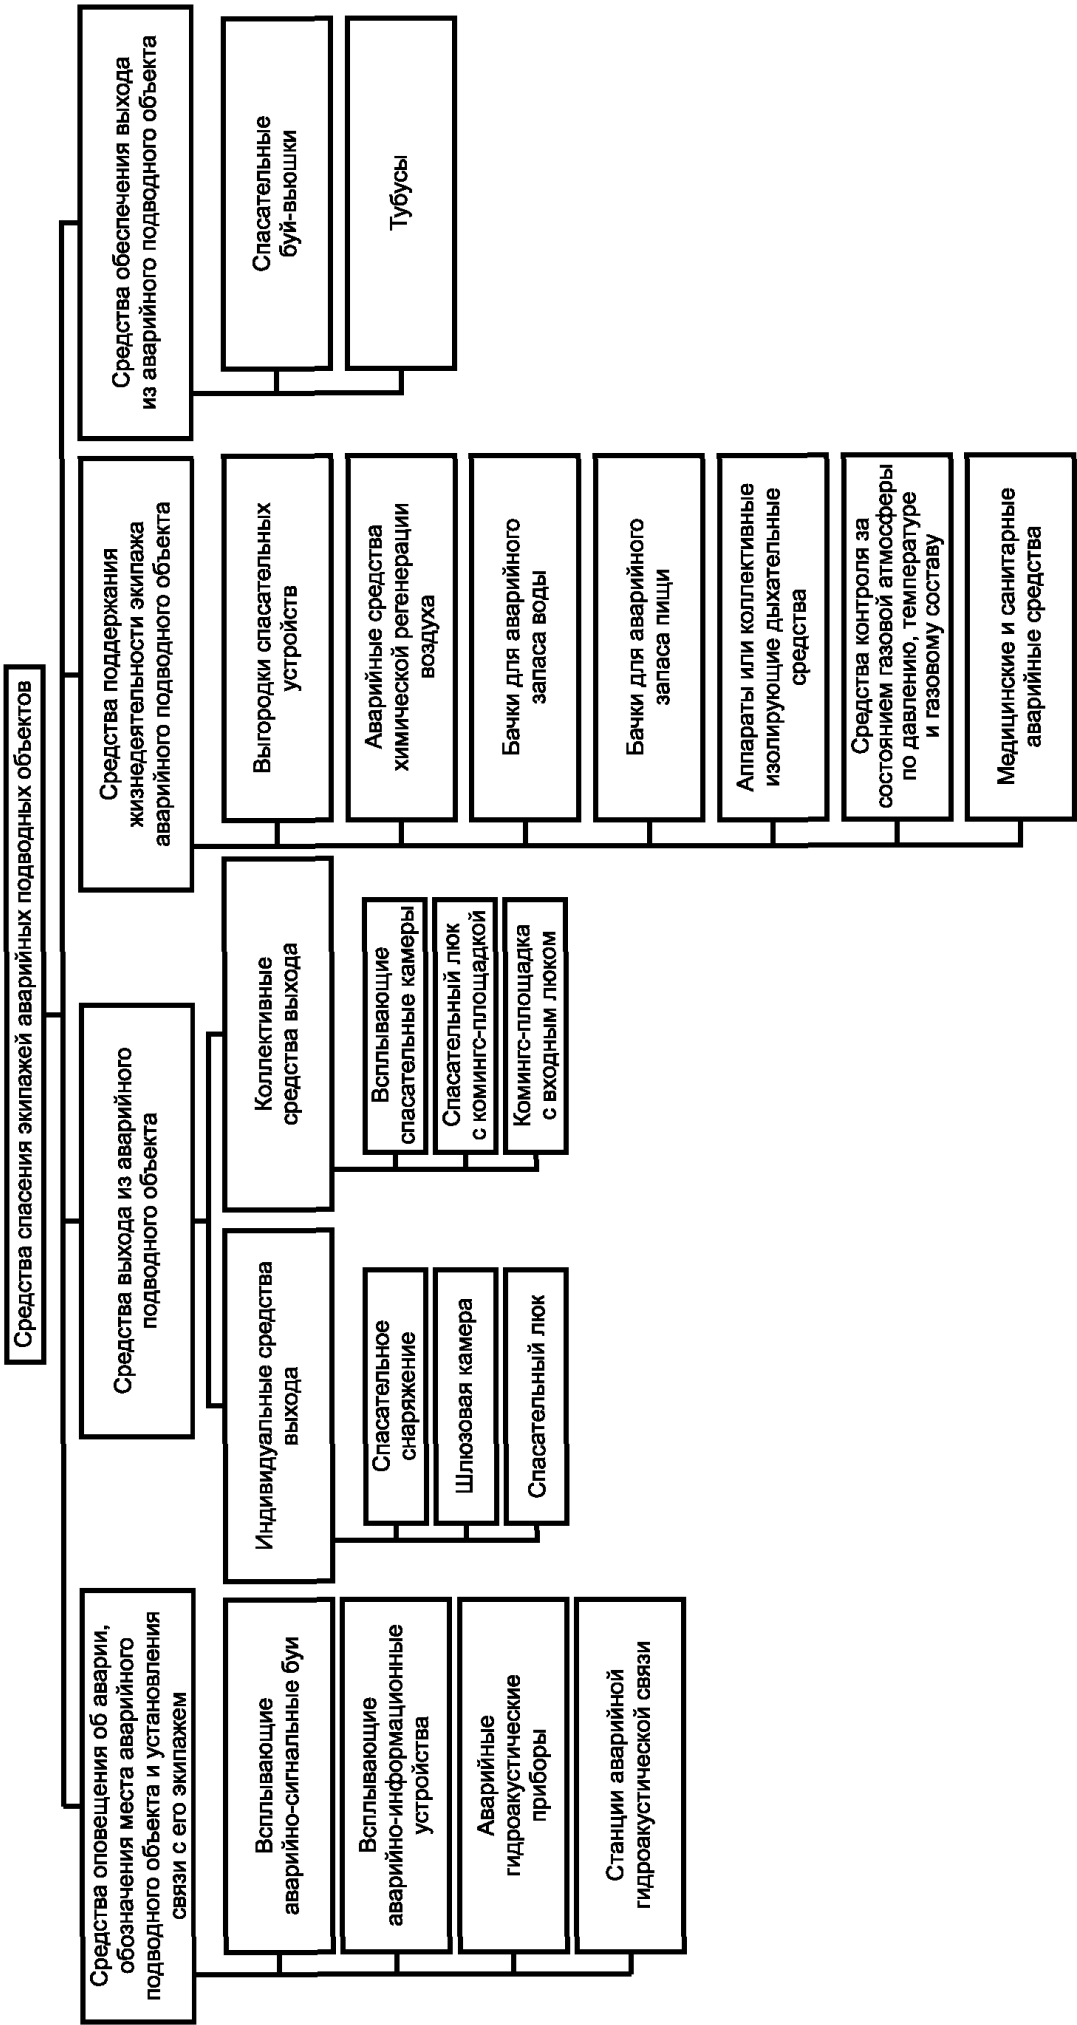 Средства спасения экипажей аварийных подводных объектов
Средства оповещения об аварии,
обозначения места аварийного
подводного объекта и установления
связи с его экипажем
Всплывающие
аварийно-сигнальные буи
Всплывающие
аварийно-информационные
устройства
Аварийные
гидроакустические
приборы
Станции аварийной
гидроакустической связи
Средства выхода из аварийного
подводного объекта
Индивидуальные средства
выхода
Спасательное
снаряжение
Шлюзовая камера
Спасательный люк
Коллективные
средства выхода
Всплывающие
спасательные камеры
Спасательный люк
с комингс-площадкой
Комингс-площадка
с входным люком
Средства поддержания
жизнедеятельности экипажа
аварийного подводного объекта
Выгородки спасательных
устройств
Аварийные средства
химической регенерации
воздуха
Бачки для аварийного
запаса воды
Бачки для аварийного
запаса пищи
Аппараты или коллективные
изолирующие дыхательные
средства
Средства контроля за
состоянием газовой атмосферы
по давлению, температуре
и газовому составу
Медицинские и санитарные
аварийные средства
Средства обеспечения выхода
из аварийного подводного объекта
Спасательные
буй-вьюшки
Тубусы